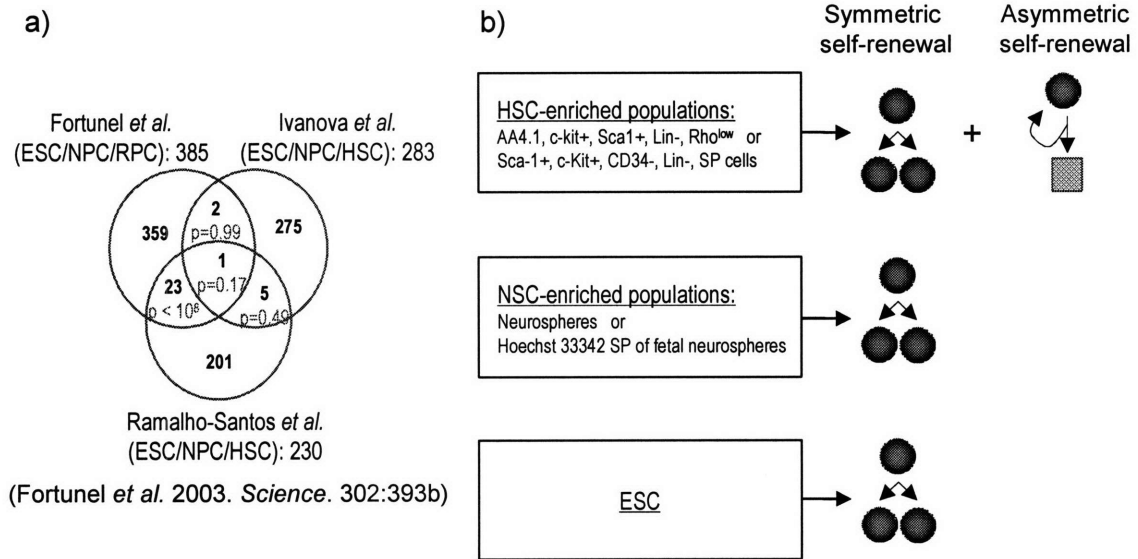 a)
Fortunel et al.
(ESC/NPC/RPC): 385
Ivanova et al.
(ESC/NPC/HSC): 283
2
p=0.99
359
275
1
p=0.17
23
p < 10⁸
5
p=0.49
201
Ramalho-Santos et al.
(ESC/NPC/HSC): 230
(Fortunel et al. 2003. Science. 302:393b)
b)
Symmetric
self-renewal
Asymmetric
self-renewal
HSC-enriched populations:
AA4.1, c-kit+, Sca1+, Lin-, Rholow or
Sca-1+, c-Kit+, CD34-, Lin-, SP cells
+
NSC-enriched populations:
Neurospheres or
Hoechst 33342 SP of fetal neurospheres
ESC